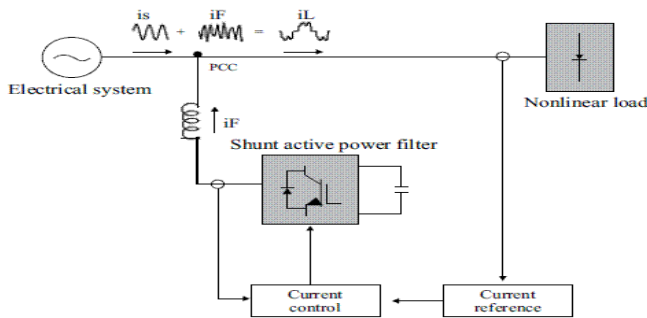 is + iF = iL
PCC
Electrical system
Nonlinear load
iF
Shunt active power filter
Current
control
Current
reference